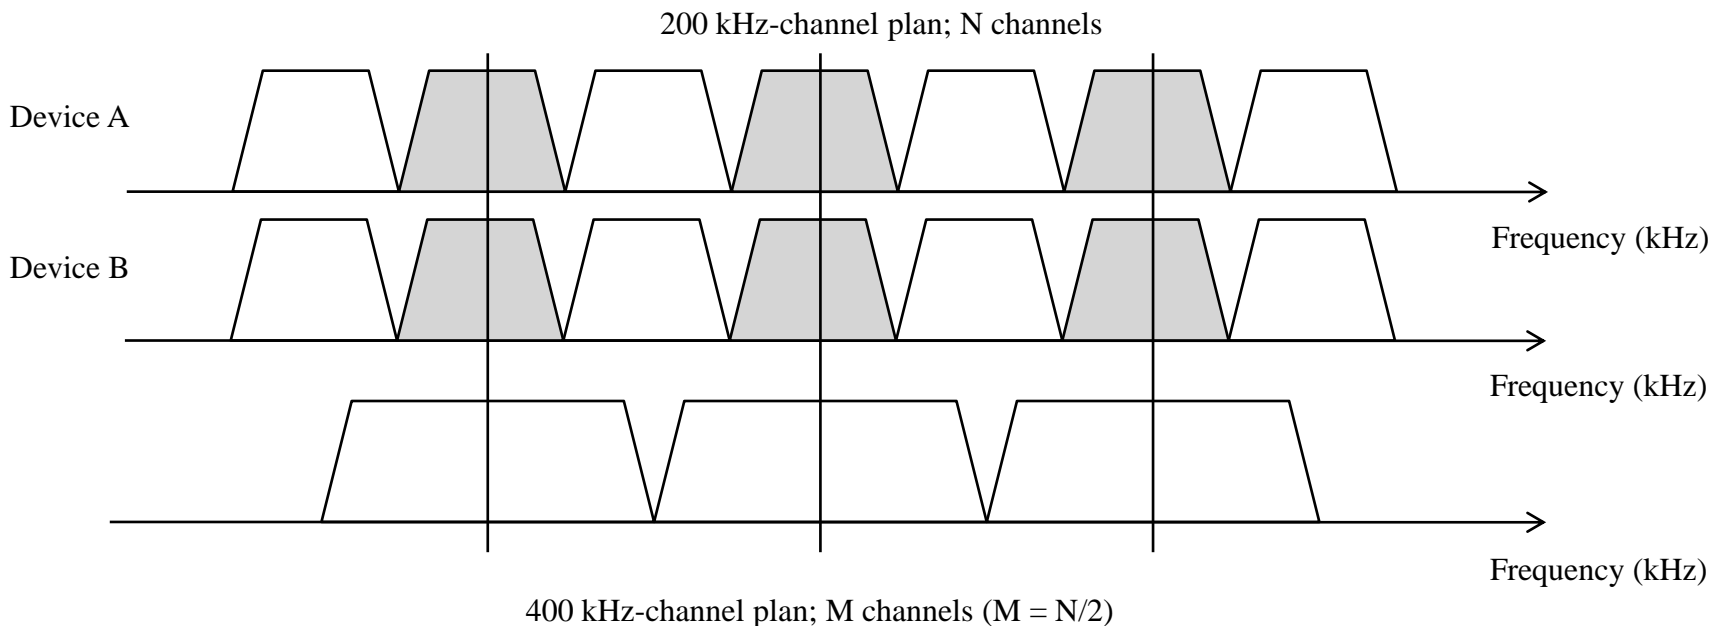 200 kHz-channel plan; N channels
Device A
Frequency (kHz)
Device B
Frequency (kHz)
Frequency (kHz)
400 kHz-channel plan; M channels (M = N/2)